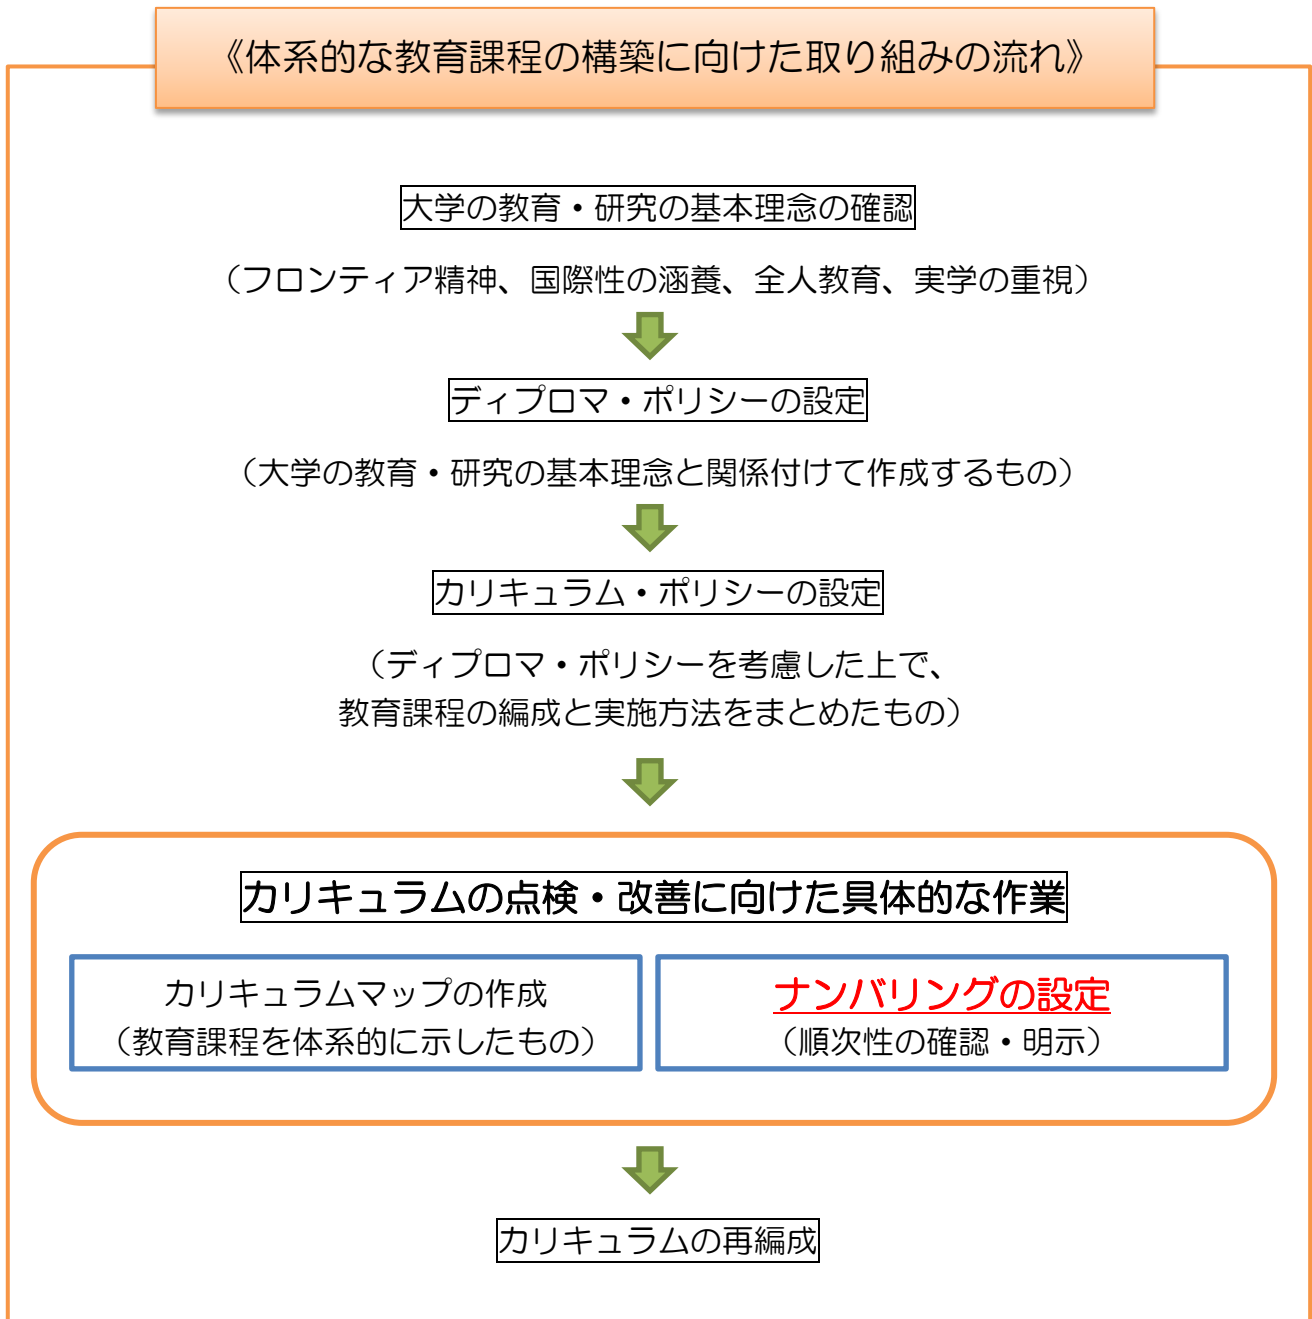 《体系的な教育課程の構築に向けた取り組みの流れ》
大学の教育・研究の基本理念の確認
（フロンティア精神、国際性の涵養、全人教育、実学の重視）
ディプロマ・ポリシーの設定
（大学の教育・研究の基本理念と関係付けて作成するもの）
カリキュラム・ポリシーの設定
（ディプロマ・ポリシーを考慮した上で、
教育課程の編成と実施方法をまとめたもの）
カリキュラムの点検・改善に向けた具体的な作業
カリキュラムマップの作成
（教育課程を体系的に示したもの）
ナンバリングの設定
（順次性の確認・明示）
カリキュラムの再編成